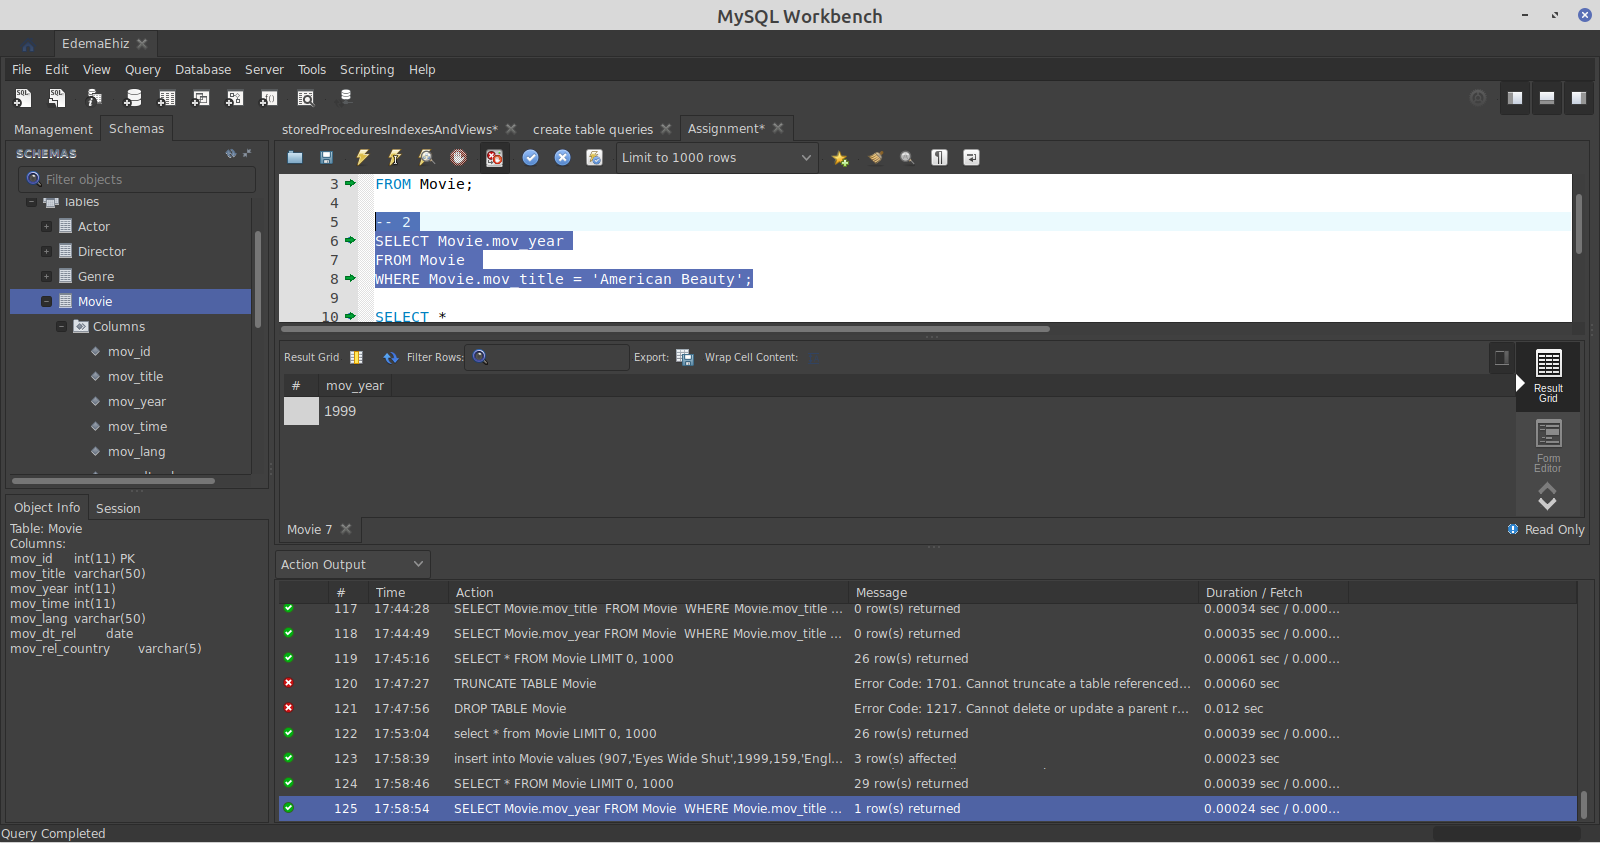 MySQL Workbench
EdemaEhiz
File Edit View Query Database Server Tools Scripting Help
Management Schemas
storedProceduresIndexesAndViews* create table queries Assignment*
SCHEMAS
Filter objects
Tables
Actor
Director
Genre
Movie
Columns
mov_id
mov_title
mov_year
mov_time
mov_lang
Object Info Session
Table: Movie
Columns:
mov_id int(11) PK
mov_title varchar(50)
mov_year int(11)
mov_time int(11)
mov_lang varchar(50)
mov_dt_rel date
mov_rel_country varchar(5)
Limit to 1000 rows
3 FROM Movie;
4
5 -- 2
6 SELECT Movie.mov_year
7 FROM Movie
8 WHERE Movie.mov_title = 'American Beauty';
9
10 SELECT *
Result Grid Filter Rows: Export: Wrap Cell Content:
# mov_year
1999
Result
Grid
Form
Editor
Movie 7
Read Only
Action Output
# Time Action Message Duration / Fetch
117 17:44:28 SELECT Movie.mov_title FROM Movie WHERE Movie.mov_title ... 0 row(s) returned 0.00034 sec / 0.000...
118 17:44:49 SELECT Movie.mov_year FROM Movie WHERE Movie.mov_title ... 0 row(s) returned 0.00035 sec / 0.000...
119 17:45:16 SELECT * FROM Movie LIMIT 0, 1000 26 row(s) returned 0.00061 sec / 0.000...
120 17:47:27 TRUNCATE TABLE Movie Error Code: 1701. Cannot truncate a table referenced... 0.00060 sec
121 17:47:56 DROP TABLE Movie Error Code: 1217. Cannot delete or update a parent r... 0.012 sec
122 17:53:04 select * from Movie LIMIT 0, 1000 26 row(s) returned 0.00039 sec / 0.000...
123 17:58:39 insert into Movie values (907,'Eyes Wide Shut',1999,159,'Engl... 3 row(s) affected 0.00023 sec
124 17:58:46 SELECT * FROM Movie LIMIT 0, 1000 29 row(s) returned 0.00039 sec / 0.000...
125 17:58:54 SELECT Movie.mov_year FROM Movie WHERE Movie.mov_title ... 1 row(s) returned 0.00024 sec / 0.000...
Query Completed